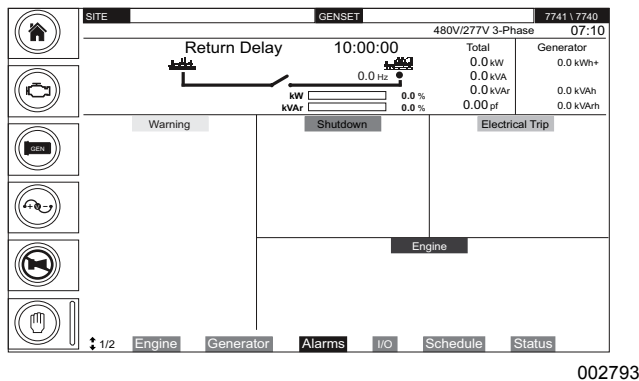 SITE GENSET 7741 \ 7740
480V/277V 3-Phase 07:10
Return Delay 10:00:00 Total Generator
0.0 kW 0.0 kWh+
0.0 Hz 0.0 kVA
kW 0.0 % 0.0 kVAr 0.0 kVAh
kVAr 0.0 % 0.00 pf 0.0 kVArh
Warning Shutdown Electrical Trip
GEN
Engine
1/2 Engine Generator Alarms I/O Schedule Status
002793